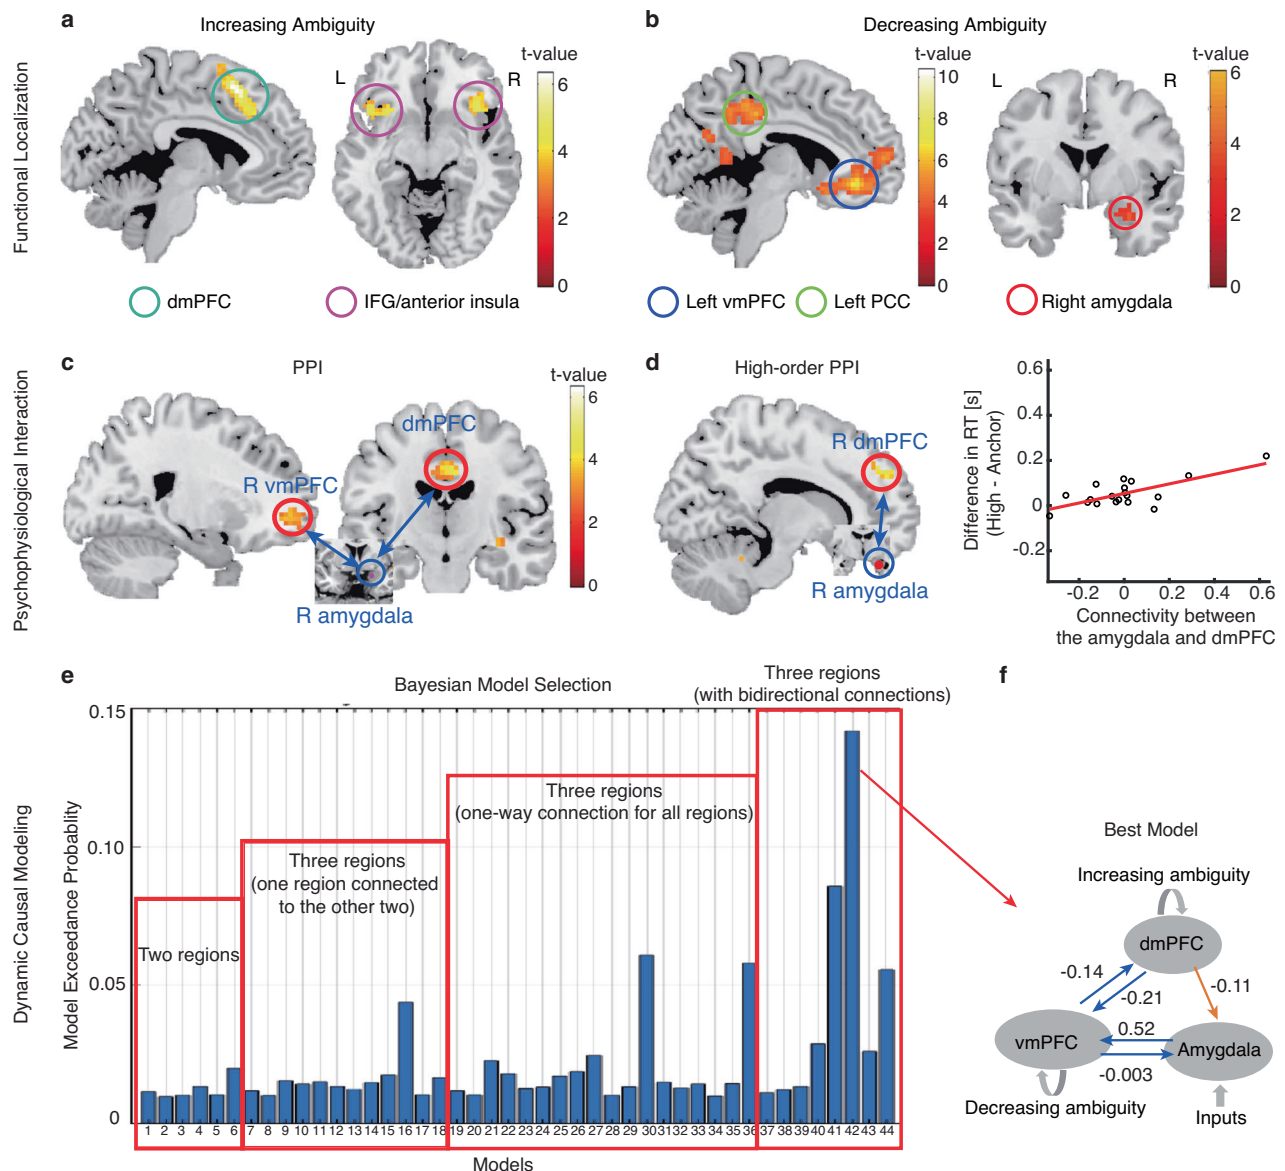 a
Increasing Ambiguity
Functional Localization
L
R
t-value
6
4
2
0
dmPFC
IFG/anterior insula
b
Decreasing Ambiguity
t-value
10
8
6
4
2
0
L
R
t-value
6
4
2
0
Left vmPFC
Left PCC
Right amygdala
Psychophysiological Interaction
c
PPI
t-value
6
4
2
0
dmPFC
R vmPFC
R amygdala
d
High-order PPI
R dmPFC
R amygdala
Difference in RT [s]
(High - Anchor)
0.6
0.4
0.2
0
-0.2
-0.2
0
0.2
0.4
0.6
Connectivity between
the amygdala and dmPFC
Dynamic Causal Modeling
e
Bayesian Model Selection
Three regions
(with bidirectional connections)
Model Exceedance Probablity
0.15
0.10
0.05
0
Two regions
Three regions
(one region connected
to the other two)
Three regions
(one-way connection for all regions)
1 2 3 4 5 6 7 8 9 10 11 12 13 14 15 16 17 18 19 20 21 22 23 24 25 26 27 28 29 30 31 32 33 34 35 36 37 38 39 40 41 42 43 44
Models
f
Best Model
Increasing ambiguity
dmPFC
-0.14
-0.21
-0.11
vmPFC
0.52
Amygdala
-0.003
Decreasing ambiguity
Inputs